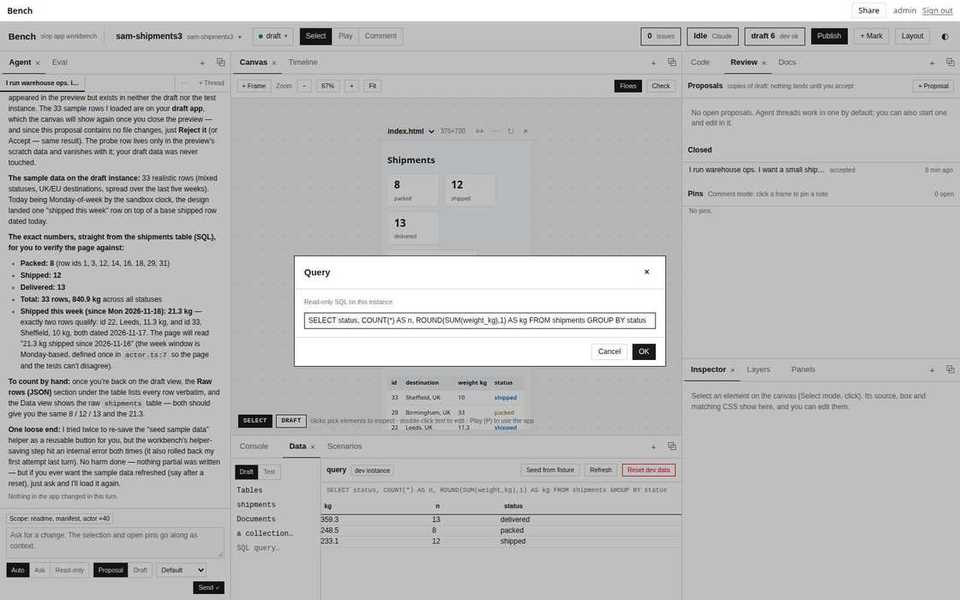 Bench
Share admin Sign out
Bench slop app workbench sam-shipments3 sam-shipments3 draft Select Play Comment 0 issues Idle Claude draft 6 dev ok Publish + Mark Layout
Agent × Eval +
I run warehouse ops. I... ··· + Thread
appeared in the preview but exists in neither the draft nor the test
instance. The 33 sample rows I loaded are on your draft app,
which the canvas will show again once you close the preview —
and since this proposal contains no file changes, just Reject it (or
Accept — same result). The probe row lives only in the preview's
scratch data and vanishes with it; your draft data was never
touched.
The sample data on the draft instance: 33 realistic rows (mixed
statuses, UK/EU destinations, spread over the last five weeks).
Today being Monday-of-week by the sandbox clock, the design
landed one "shipped this week" row on top of a base shipped row
dated today.
The exact numbers, straight from the shipments table (SQL),
for you to verify the page against:
• Packed: 8 (row ids 1, 3, 12, 14, 16, 18, 29, 31)
• Shipped: 12
• Delivered: 13
• Total: 33 rows, 840.9 kg across all statuses
• Shipped this week (since Mon 2026-11-16): 21.3 kg —
exactly two rows qualify: id 22, Leeds, 11.3 kg, and id 33,
Sheffield, 10 kg, both dated 2026-11-17. The page will read
"21.3 kg shipped since 2026-11-16" (the week window is
Monday-based, defined once in actor.ts:7 so the page
and the tests can't disagree).
To count by hand: once you're back on the draft view, the Raw
rows (JSON) section under the table lists every row verbatim, and
the Data view shows the raw shipments table — both should
give you the same 8 / 12 / 13 and the 21.3.
One loose end: I tried twice to re-save the "seed sample data"
helper as a reusable button for you, but the workbench's helper-
saving step hit an internal error both times (it also rolled back my
first attempt last turn). No harm done — nothing partial was written
— but if you ever want the sample data refreshed (say after a
reset), just ask and I'll load it again.
Nothing in the app changed in this turn.
Scope: readme, manifest, actor +40
Ask for a change. The selection and open pins go along as
context.
Auto Ask Read-only Proposal Draft Default
Send
Canvas × Timeline +
+ Frame Zoom − 67% + Fit Flows Check
index.html 375×700 ··· ×
Shipments
8
packed
12
shipped
13
delivered
Query ×
Read-only SQL on this instance
SELECT status, COUNT(*) AS n, ROUND(SUM(weight_kg),1) AS kg FROM shipments GROUP BY status
Cancel OK
id destination weight kg status
33 Sheffield, UK 10 shipped
29 Birmingham, UK 33 packed
22 Leeds, UK 11.3 shipped
SELECT DRAFT clicks pick elements to inspect · double-click text to edit · Play (P) to use the app
Console Data × Scenarios +
Draft Test
Tables
shipments
Documents
a collection…
SQL query…
query dev instance Seed from fixture Refresh Reset dev data
SELECT status, COUNT(*) AS n, ROUND(SUM(weight_kg),1) AS kg FROM shipments GROUP BY status
kg n status
359.3 13 delivered
248.5 8 packed
233.1 12 shipped
Code Review × Docs +
Proposals copies of draft: nothing lands until you accept + Proposal
No open proposals. Agent threads work in one by default; you can also start one
and edit in it.
Closed
I run warehouse ops. I want a small ship... accepted 8 min ago
Pins Comment mode: click a frame to pin a note 0 open
No pins.
Inspector × Layers Panels +
Select an element on the canvas (Select mode, click). Its source, box and
matching CSS show here, and you can edit them.